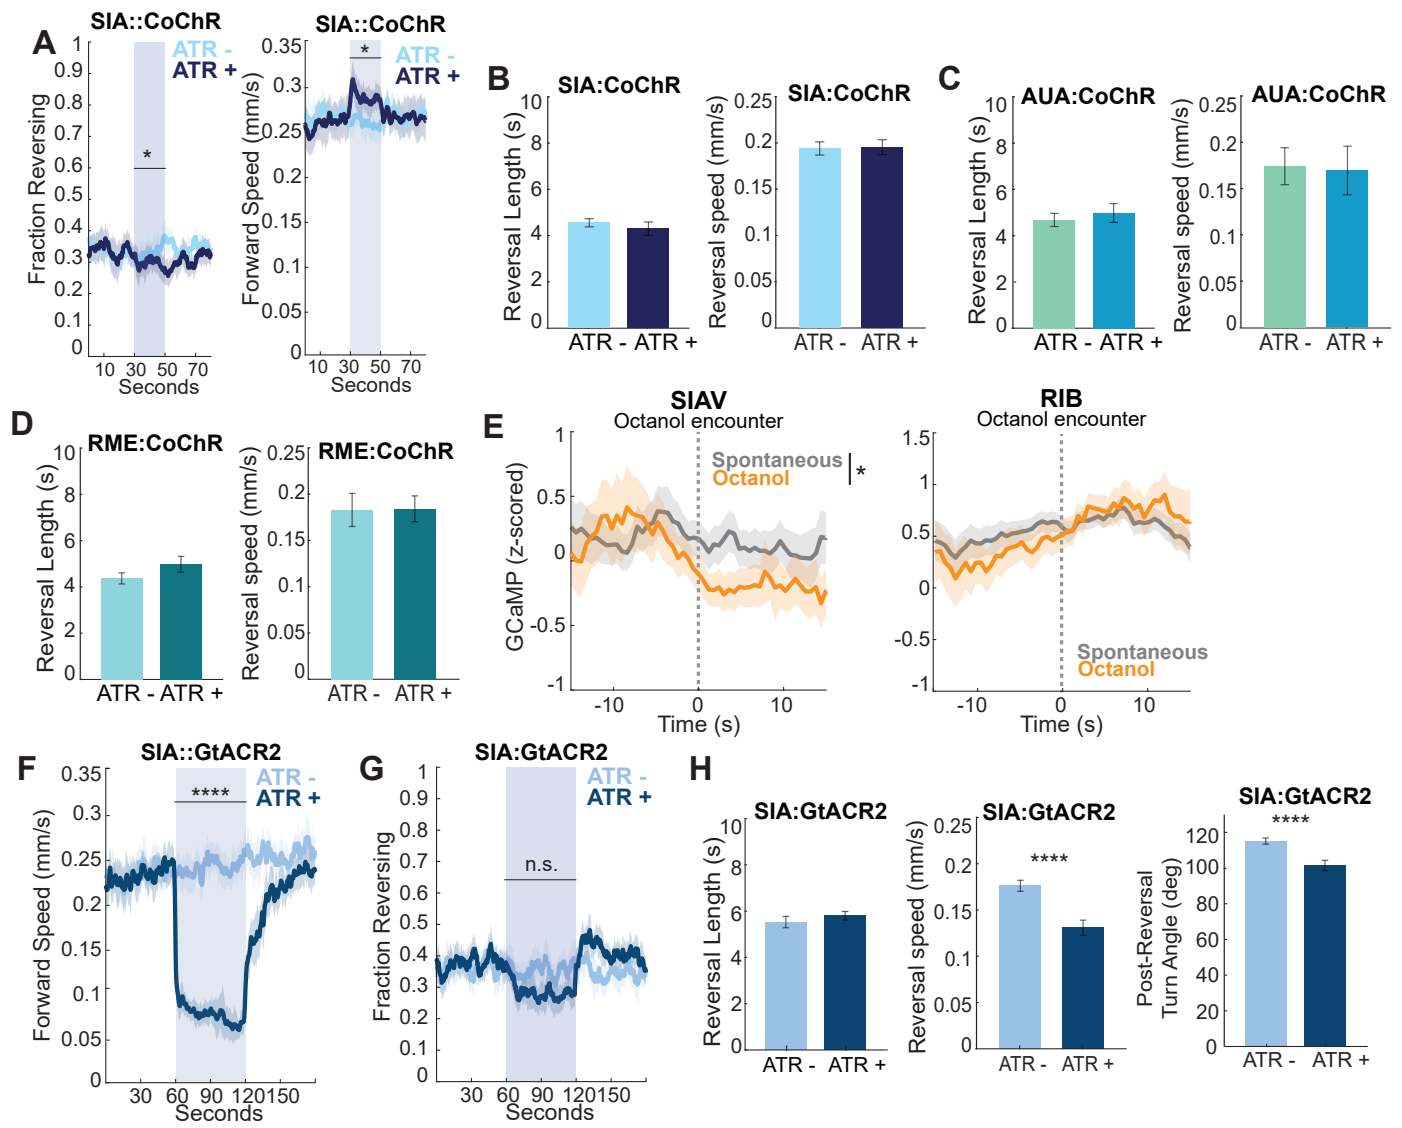 A
SIA::CoChR
ATR -
ATR +
*
Fraction Reversing
1
0.9
0.8
0.7
0.6
0.5
0.4
0.3
0.2
0.1
0
10 30 50 70
Seconds
SIA::CoChR
ATR -
ATR +
*
Forward Speed (mm/s)
0.35
0.3
0.25
0.2
0.15
0.1
0.05
0
10 30 50 70
Seconds
B
SIA:CoChR
Reversal Length (s)
10
8
6
4
2
0
ATR - ATR +
SIA:CoChR
Reversal speed (mm/s)
0.25
0.2
0.15
0.1
0.05
0
ATR - ATR +
C
AUA:CoChR
Reversal Length (s)
10
8
6
4
2
0
ATR - ATR +
AUA:CoChR
Reversal speed (mm/s)
0.25
0.2
0.15
0.1
0.05
0
ATR - ATR +
D
RME:CoChR
Reversal Length (s)
10
8
6
4
2
0
ATR - ATR +
RME:CoChR
Reversal speed (mm/s)
0.25
0.2
0.15
0.1
0.05
0
ATR - ATR +
E
SIAV
Octanol encounter
Spontaneous
Octanol
*
GCaMP (z-scored)
1
0.5
0
-0.5
-1
-10 0 10
Time (s)
RIB
Octanol encounter
1.5
1
0.5
0
-0.5
-1
Spontaneous
Octanol
-10 0 10
Time (s)
F
SIA::GtACR2
ATR -
ATR +
****
Forward Speed (mm/s)
0.35
0.3
0.25
0.2
0.15
0.1
0.05
0
30 60 90 120 150
Seconds
G
SIA:GtACR2
ATR -
ATR +
n.s.
Fraction Reversing
1
0.9
0.8
0.7
0.6
0.5
0.4
0.3
0.2
0.1
0
30 60 90 120 150
Seconds
H
SIA:GtACR2
Reversal Length (s)
10
8
6
4
2
0
ATR - ATR +
SIA:GtACR2
****
Reversal speed (mm/s)
0.25
0.2
0.15
0.1
0.05
0
ATR - ATR +
SIA:GtACR2
****
Post-Reversal
Turn Angle (deg)
120
100
80
60
40
20
0
ATR - ATR +